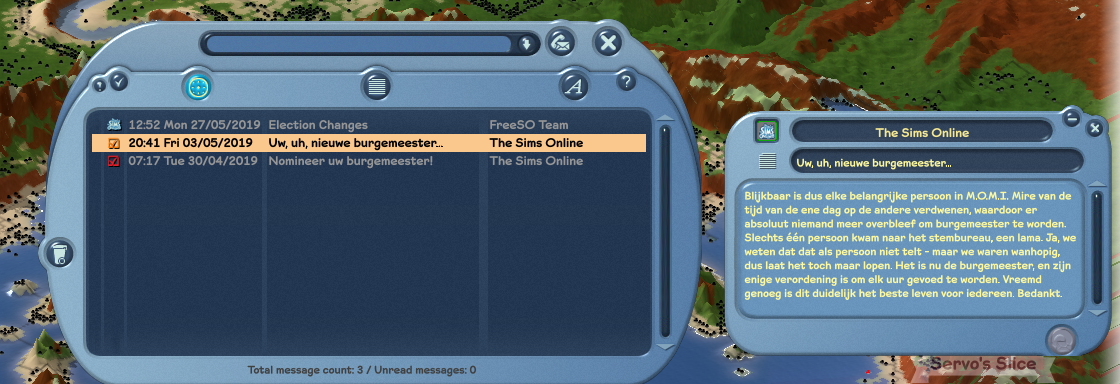 12:52 Mon 27/05/2019 Election Changes FreeSO Team
20:41 Fri 03/05/2019 Uw, uh, nieuwe burgemeester... The Sims Online
07:17 Tue 30/04/2019 Nomineer uw burgemeester! The Sims Online
Total message count: 3 / Unread messages: 0
The Sims Online
Uw, uh, nieuwe burgemeester...
Blijkbaar is dus elke belangrijke persoon in M.O.M.I. Mire van de
tijd van de ene dag op de andere verdwenen, waardoor er
absoluut niemand meer overbleef om burgemeester te worden.
Slechts één persoon kwam naar het stembureau, een lama. Ja, we
weten dat dat als persoon niet telt - maar we waren wanhopig,
dus laat het toch maar lopen. Het is nu de burgemeester, en zijn
enige verordening is om elk uur gevoed te worden. Vreemd
genoeg is dit duidelijk het beste leven voor iedereen. Bedankt.
Servo's Slice